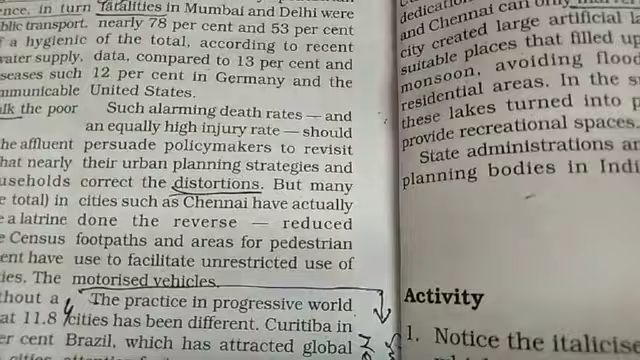 ence, in turn
blic transport.
f a hygienic
water supply,
seases such
mmunicable
lk the poor
he affluent
hat nearly
useholds
e total) in
e a latrine
e Census
ent have
ies. The
thout a
at 11.8
er cent
fatalities in Mumbai and Delhi were
nearly 78 per cent and 53 per cent
of the total, according to recent
data, compared to 13 per cent and
12 per cent in Germany and the
United States.
Such alarming death rates — and
an equally high injury rate — should
persuade policymakers to revisit
their urban planning strategies and
correct the distortions. But many
cities such as Chennai have actually
done the reverse — reduced
footpaths and areas for pedestrian
use to facilitate unrestricted use of
motorised vehicles.
The practice in progressive world
cities has been different. Curitiba in
Brazil, which has attracted global
dedication
and Chennai can only
city created large artificial la
suitable places that filled up
monsoon, avoiding flood
residential areas. In the su
these lakes turned into p
provide recreational spaces.
State administrations an
planning bodies in Indi
Activity
1. Notice the italicise